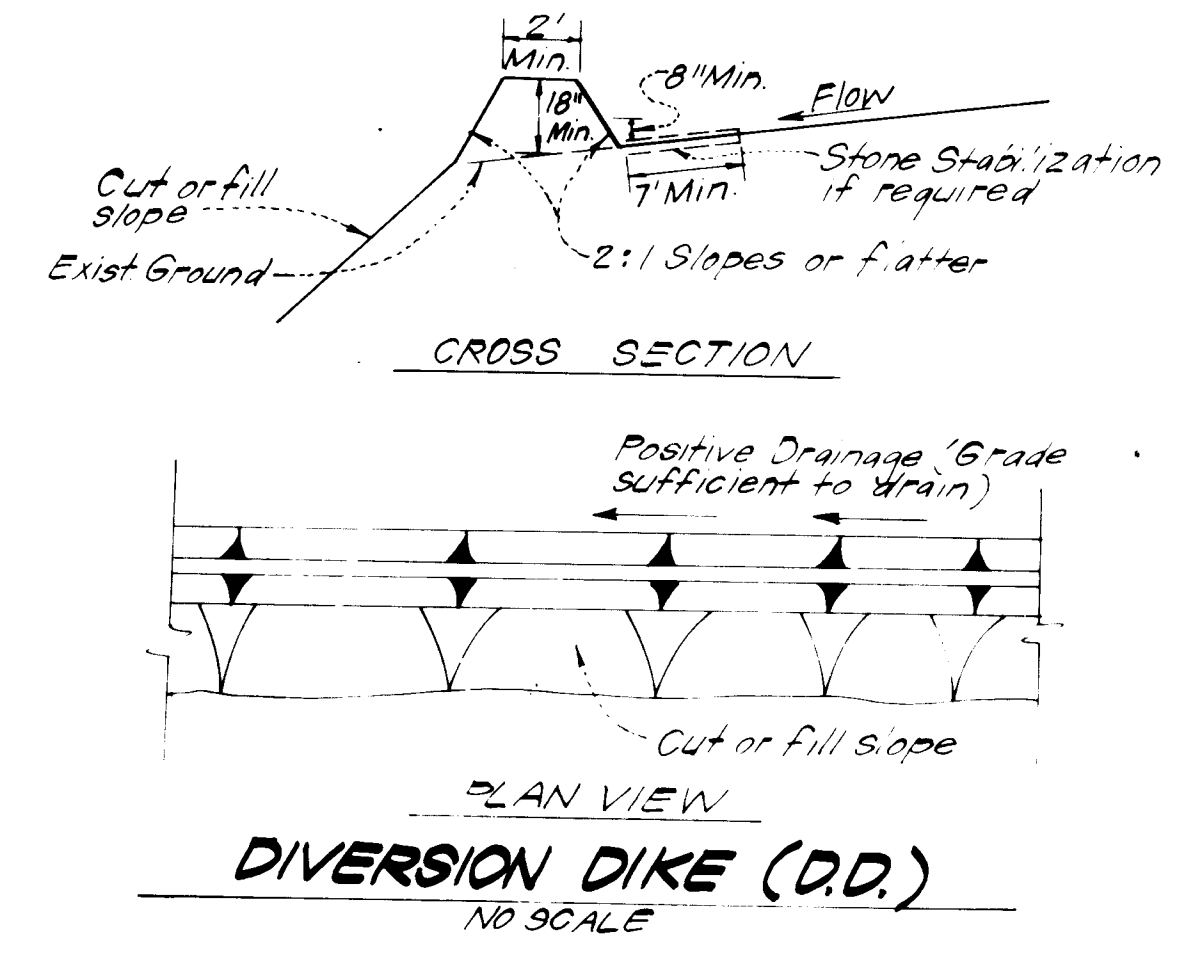 2'
Min.
18"
Min.
8" Min.
Flow
Stone Stabilization
if required
7' Min.
Cut or fill
slope
Exist. Ground
2:1 Slopes or flatter
CROSS SECTION
Positive Drainage (Grade
sufficient to drain)
Cut or fill slope
PLAN VIEW
DIVERSION DIKE (D.D.)
NO SCALE